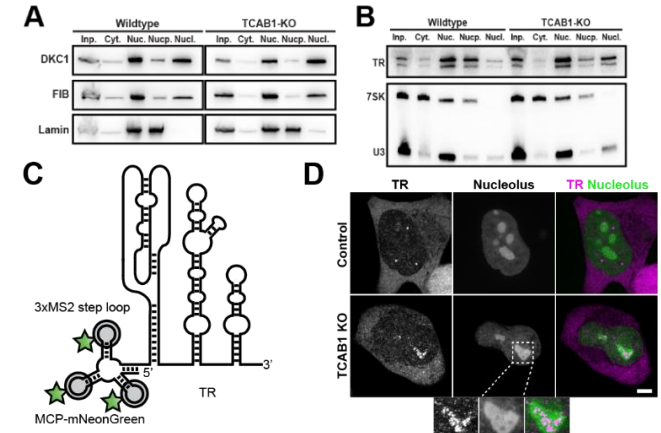 A
Wildtype TCAB1-KO
Inp. Cyt. Nuc. Nucp. Nucl. Inp. Cyt. Nuc. Nucp. Nucl.
DKC1
FIB
Lamin
B
Wildtype TCAB1-KO
Inp. Cyt. Nuc. Nucp. Nucl. Inp. Cyt. Nuc. Nucp. Nucl.
TR
7SK
U3
C
3xMS2 step loop
5'
3'
TR
MCP-mNeonGreen
D
TR Nucleolus TR Nucleolus
Control
TCAB1 KO